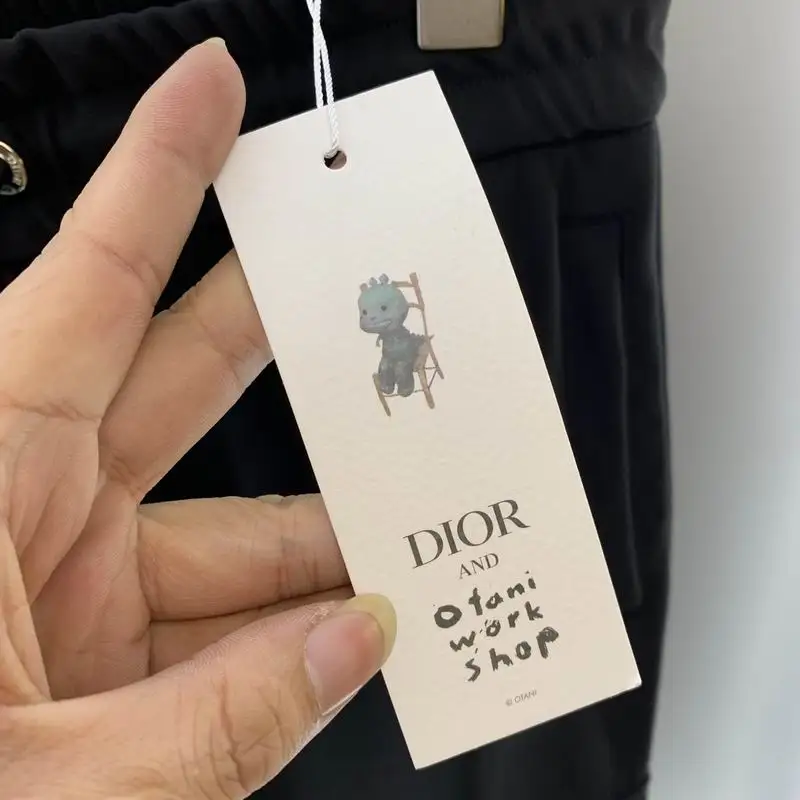 DIOR
AND
Otani
work
Shop
© OTANI